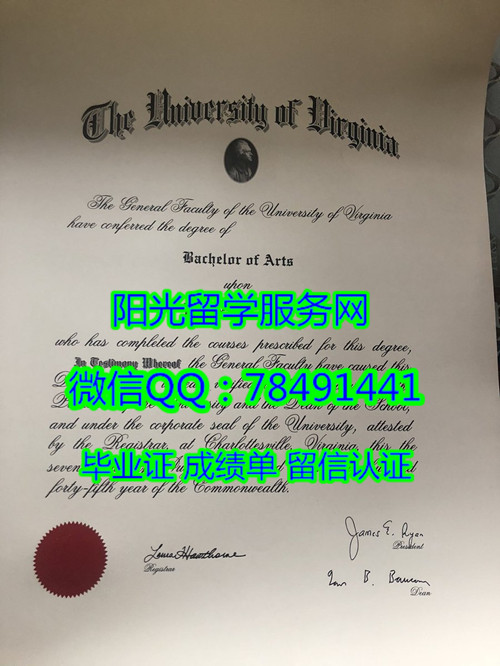 The University of Virginia
The General Faculty of the University of Virginia
have conferred the degree of
Bachelor of Arts
upon
阳光留学服务网
who has completed the courses prescribed for this degree,
In Testimony Whereof the General Faculty have caused this
微信QQ：78491441
and the Dean of the School,
and under the corporate seal of the University, attested
by the Registrar, at Charlottesville, Virginia, this the
毕业证 成绩单 留信认证
forty-fifth year of the Commonwealth.
James E. Ryan
President
Registrar
Dean